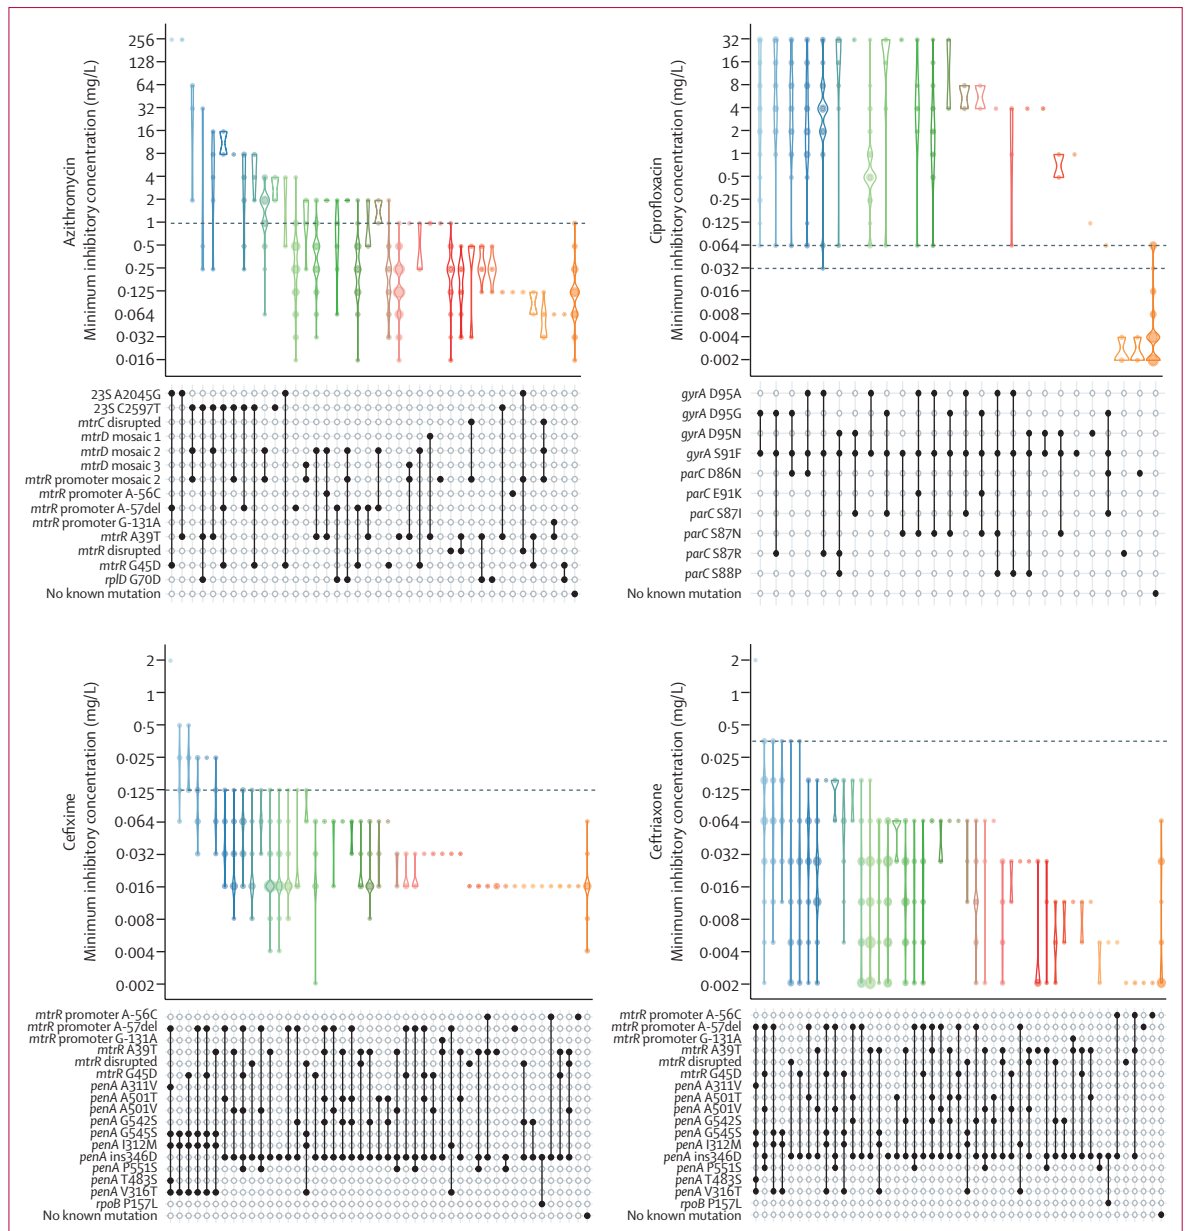 Azithromycin
Minimum inhibitory concentration (mg/L)
256
128
64
32
16
8
4
2
1
0·5
0·25
0·125
0·064
0·032
0·016
23S A2045G
23S C2597T
mtrC disrupted
mtrD mosaic 1
mtrD mosaic 2
mtrD mosaic 3
mtrR promoter mosaic 2
mtrR promoter A-56C
mtrR promoter A-57del
mtrR promoter G-131A
mtrR A39T
mtrR disrupted
mtrR G45D
rplD G70D
No known mutation
Ciprofloxacin
Minimum inhibitory concentration (mg/L)
32
16
8
4
2
1
0·5
0·25
0·125
0·064
0·032
0·016
0·008
0·004
0·002
gyrA D95A
gyrA D95G
gyrA D95N
gyrA S91F
parC D86N
parC E91K
parC S87I
parC S87N
parC S87R
parC S88P
No known mutation
Cefixime
Minimum inhibitory concentration (mg/L)
2
1
0·5
0·025
0·125
0·064
0·032
0·016
0·008
0·004
0·002
mtrR promoter A-56C
mtrR promoter A-57del
mtrR promoter G-131A
mtrR A39T
mtrR disrupted
mtrR G45D
penA A311V
penA A501T
penA A501V
penA G542S
penA G545S
penA I312M
penA ins346D
penA P551S
penA T483S
penA V316T
rpoB P157L
No known mutation
Ceftriaxone
Minimum inhibitory concentration (mg/L)
2
1
0·5
0·025
0·125
0·064
0·032
0·016
0·008
0·004
0·002
mtrR promoter A-56C
mtrR promoter A-57del
mtrR promoter G-131A
mtrR A39T
mtrR disrupted
mtrR G45D
penA A311V
penA A501T
penA A501V
penA G542S
penA G545S
penA I312M
penA ins346D
penA P551S
penA T483S
penA V316T
rpoB P157L
No known mutation